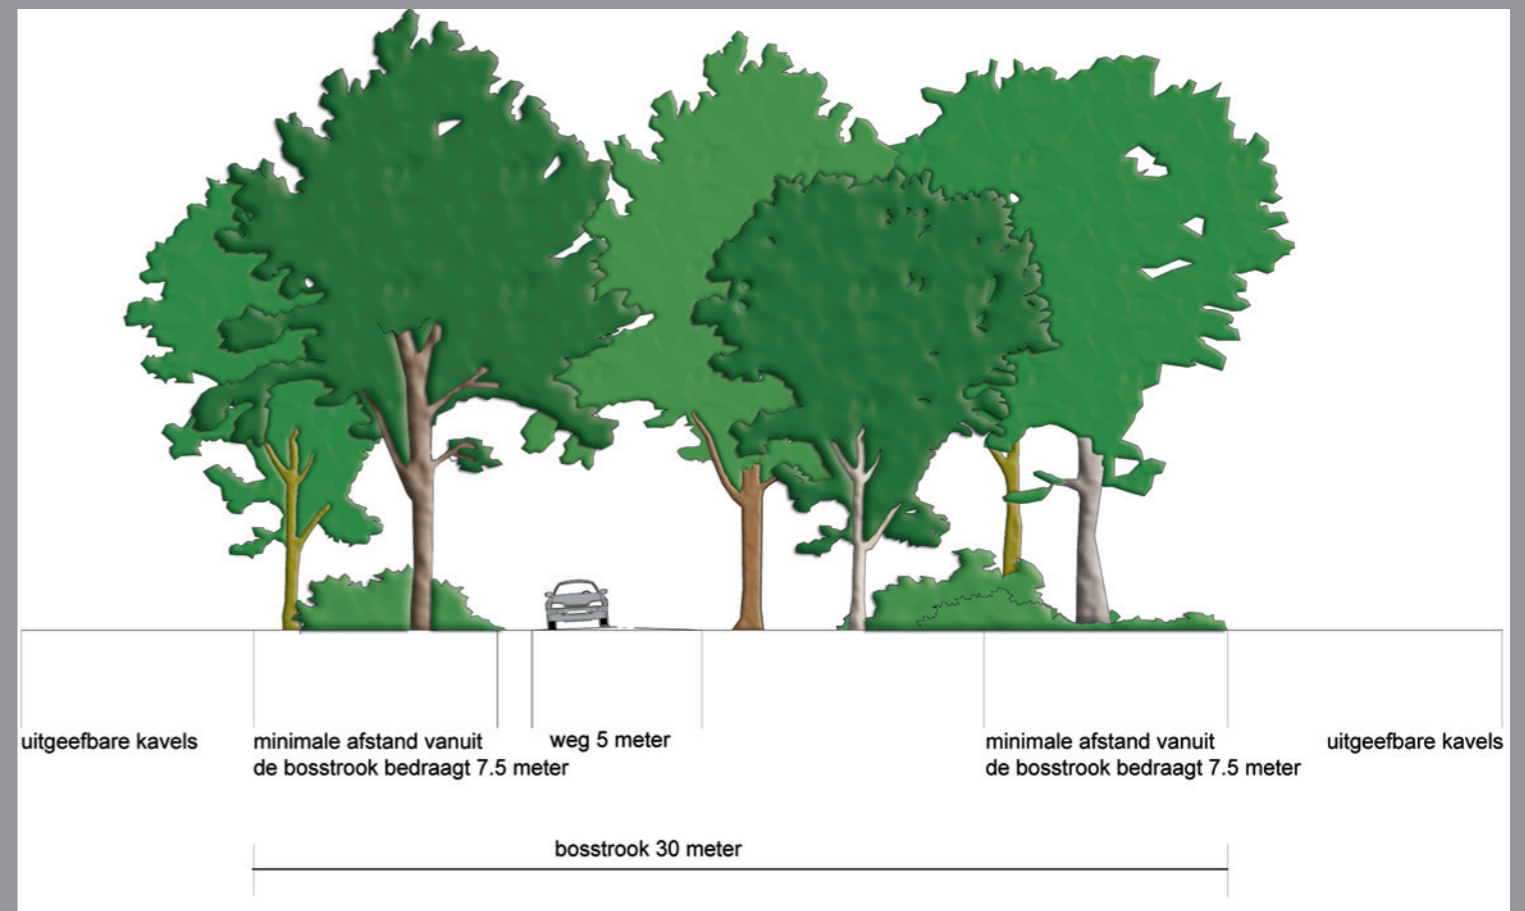 uitgeefbare kavels
minimale afstand vanuit
de bosstrook bedraagt 7.5 meter
weg 5 meter
minimale afstand vanuit
de bosstrook bedraagt 7.5 meter
uitgeefbare kavels
bosstrook 30 meter